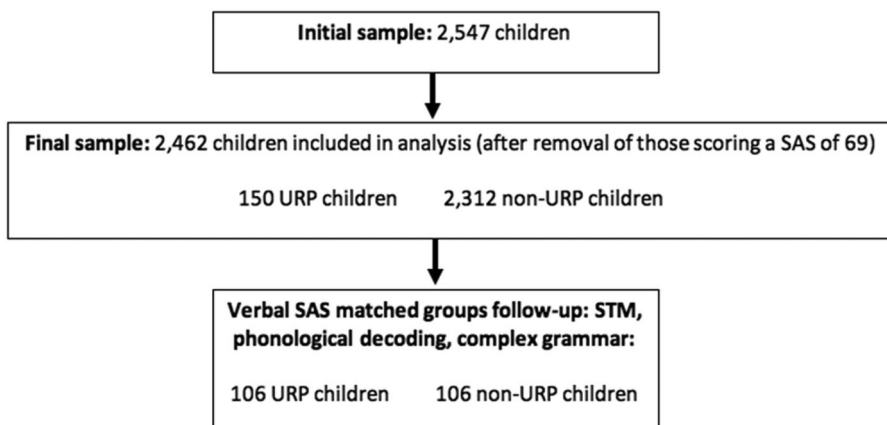 Initial sample: 2,547 children
Final sample: 2,462 children included in analysis (after removal of those scoring a SAS of 69)
150 URP children 2,312 non-URP children
Verbal SAS matched groups follow-up: STM,
phonological decoding, complex grammar:
106 URP children 106 non-URP children